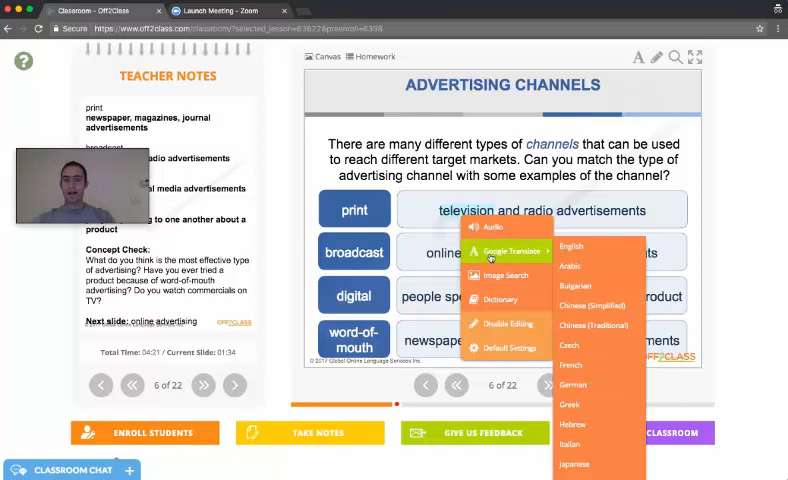 Classroom - Off2Class
Launch Meeting - Zoom
Secure https://www.off2class.com/classroom/?selected_lesson=63672&preenroll=6398
?
TEACHER NOTES
print
newspaper, magazines, journal
advertisements
broadcast
adio advertisements
al media advertisements
g to one another about a
product
Concept Check:
What do you think is the most effective type
of advertising? Have you ever tried a
product because of word-of-mouth
advertising? Do you watch commercials on
TV?
Next slide: online advertising
OFF2CLASS
Total Time: 04:21 / Current Slide: 01:34
6 of 22
Canvas Homework
A
ADVERTISING CHANNELS
There are many different types of channels that can be used
to reach different target markets. Can you match the type of
advertising channel with some examples of the channel?
print television and radio advertisements
broadcast online nts
digital people spe product
word-of-
mouth
newspape ments
© 2017 Global Online Language Services Inc.
OFF2CLASS
6 of 22
Audio
A Google Translate
Image Search
Dictionary
Disable Editing
Default Settings
English
Arabic
Bulgarian
Chinese (Simplified)
Chinese (Traditional)
Czech
French
German
Greek
Hebrew
Italian
Japanese
ENROLL STUDENTS
TAKE NOTES
GIVE US FEEDBACK
CLASSROOM
CLASSROOM CHAT +